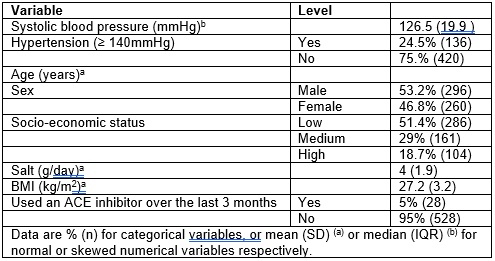 Variable Level
Systolic blood pressure (mmHg)b 126.5 (19.9 )
Hypertension (≥ 140mmHg) Yes 24.5% (136)
No 75.% (420)
Age (years)a
Sex Male 53.2% (296)
Female 46.8% (260)
Socio-economic status Low 51.4% (286)
Medium 29% (161)
High 18.7% (104)
Salt (g/day)a 4 (1.9)
BMI (kg/m2)a 27.2 (3.2)
Used an ACE inhibitor over the last 3 months Yes 5% (28)
No 95% (528)
Data are % (n) for categorical variables, or mean (SD) (a) or median (IQR) (b) for
normal or skewed numerical variables respectively.